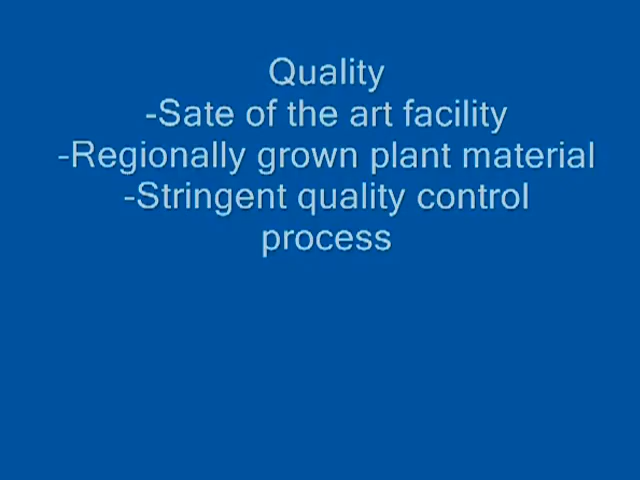 Quality
-Sate of the art facility
-Regionally grown plant material
-Stringent quality control
process